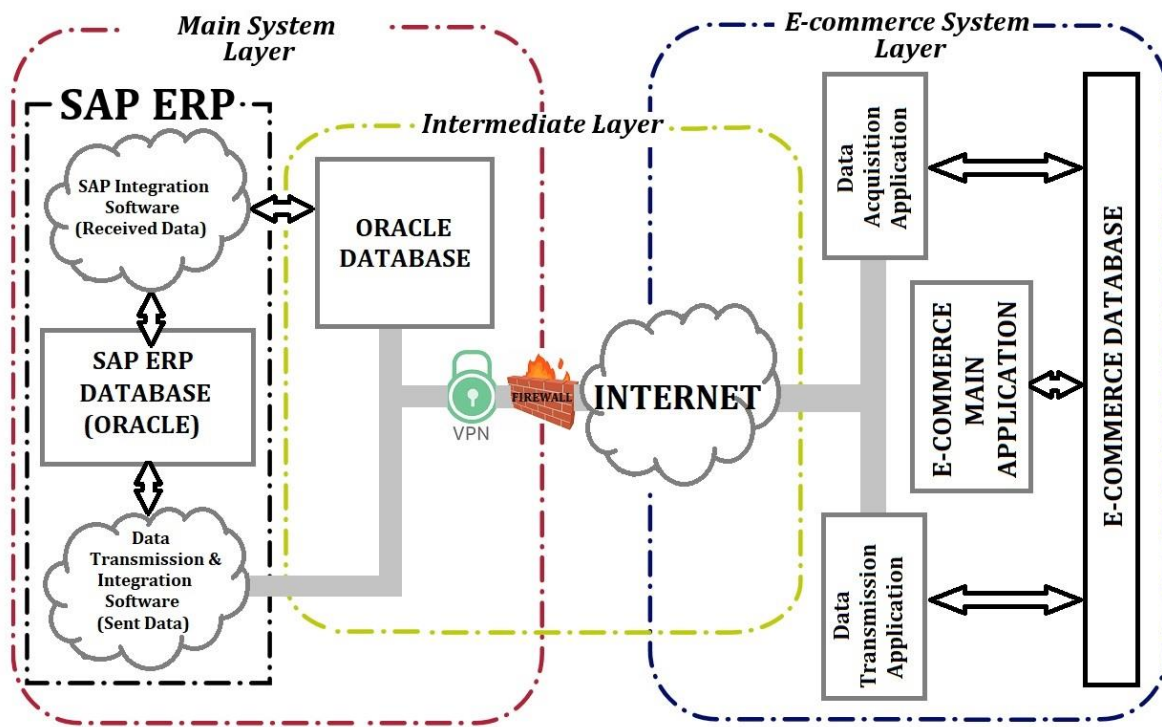 Main System
Layer
E-commerce System
Layer
SAP ERP
Intermediate Layer
SAP Integration
Software
(Received Data)
ORACLE
DATABASE
SAP ERP
DATABASE
(ORACLE)
Data
Transmission &
Integration
Software
(Sent Data)
VPN
FIREWALL
INTERNET
Data
Acquisition
Application
E-COMMERCE
MAIN
APPLICATION
Data
Transmission
Application
E-COMMERCE DATABASE